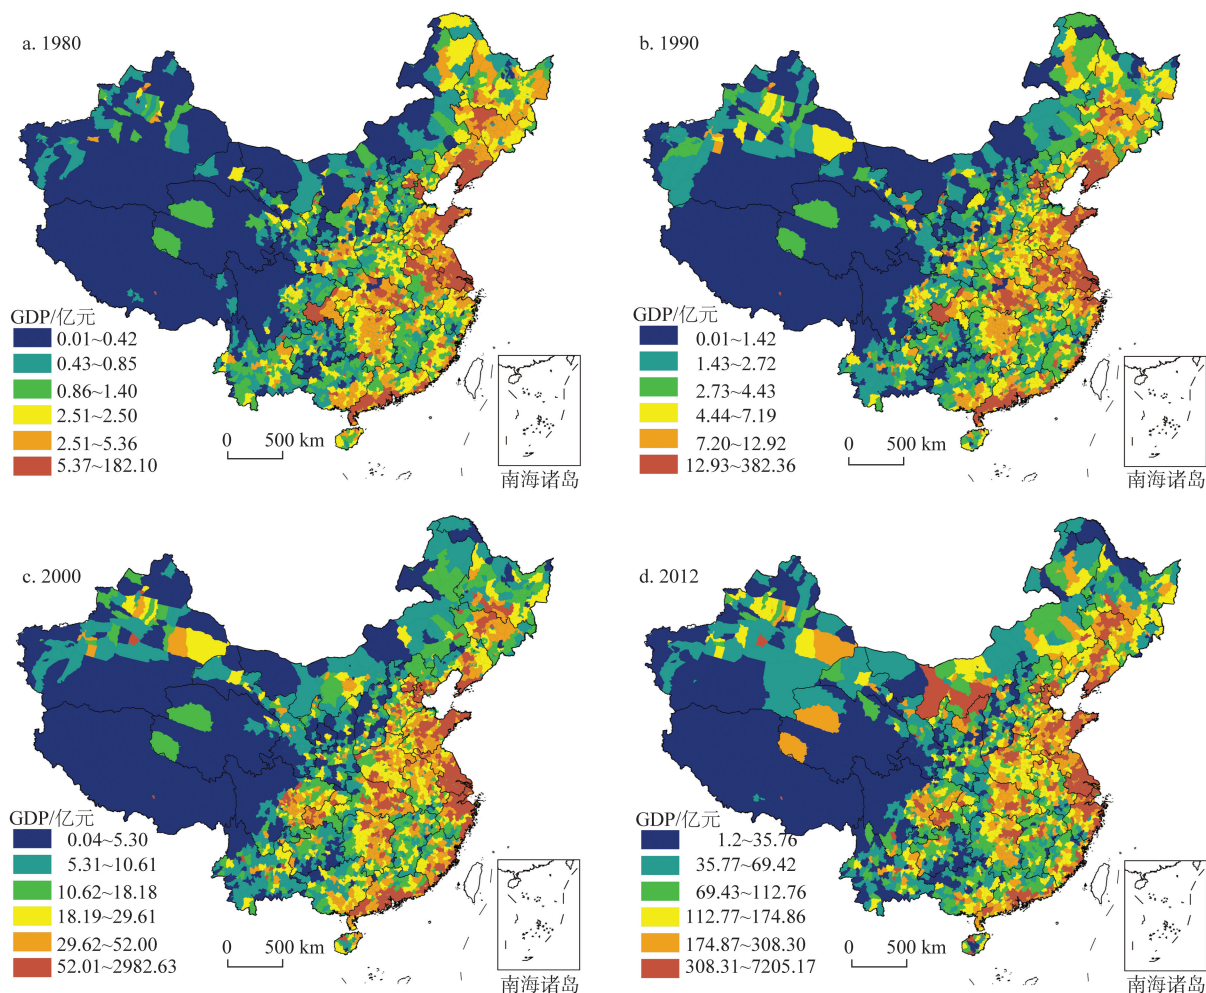 a. 1980
GDP/亿元
0.01~0.42
0.43~0.85
0.86~1.40
2.51~2.50
2.51~5.36
5.37~182.10
0 500 km
南海诸岛
b. 1990
GDP/亿元
0.01~1.42
1.43~2.72
2.73~4.43
4.44~7.19
7.20~12.92
12.93~382.36
0 500 km
南海诸岛
c. 2000
GDP/亿元
0.04~5.30
5.31~10.61
10.62~18.18
18.19~29.61
29.62~52.00
52.01~2982.63
0 500 km
南海诸岛
d. 2012
GDP/亿元
1.2~35.76
35.77~69.42
69.43~112.76
112.77~174.86
174.87~308.30
308.31~7205.17
0 500 km
南海诸岛